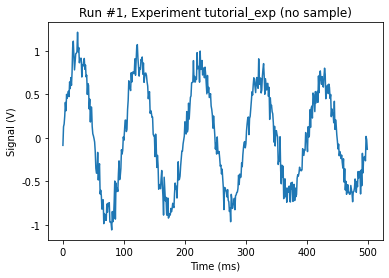 Run #1, Experiment tutorial_exp (no sample)
1
0.5
0
-0.5
-1
Signal (V)
0 100 200 300 400 500
Time (ms)